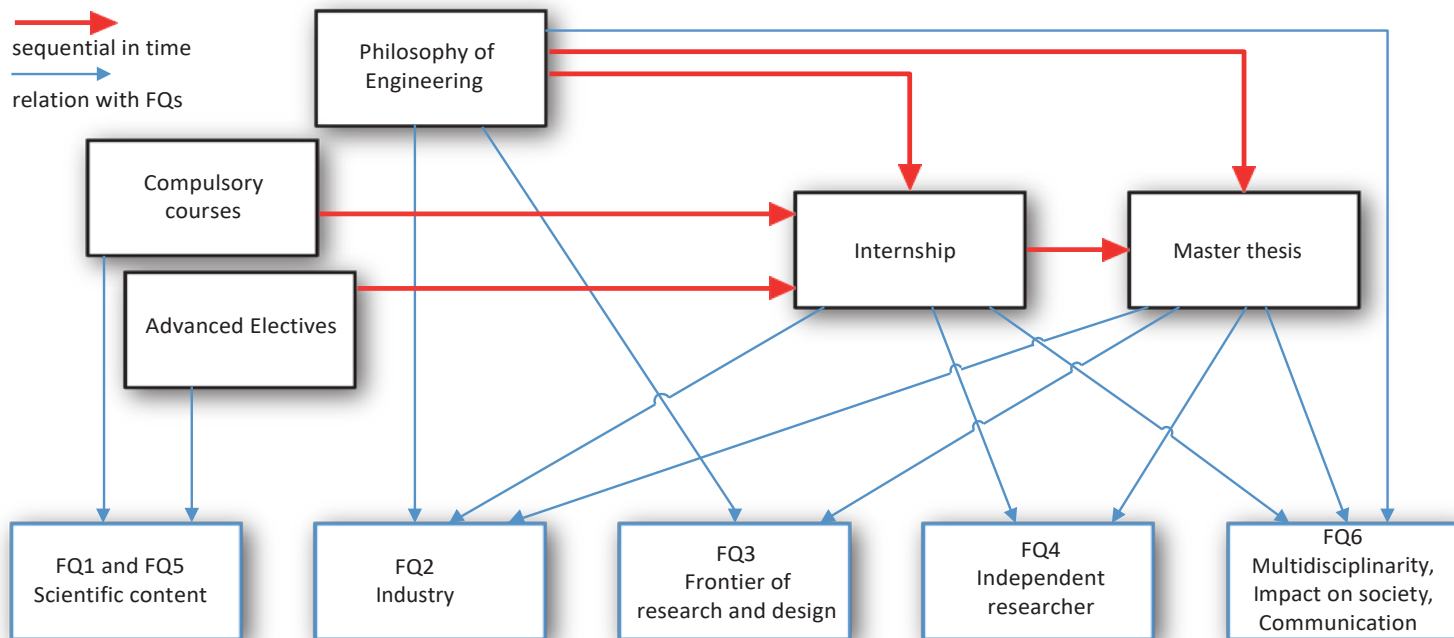 sequential in time
relation with FQs
Philosophy of
Engineering
Compulsory
courses
Advanced Electives
Internship
Master thesis
FQ1 and FQ5
Scientific content
FQ2
Industry
FQ3
Frontier of
research and design
FQ4
Independent
researcher
FQ6
Multidisciplinarity,
Impact on society,
Communication